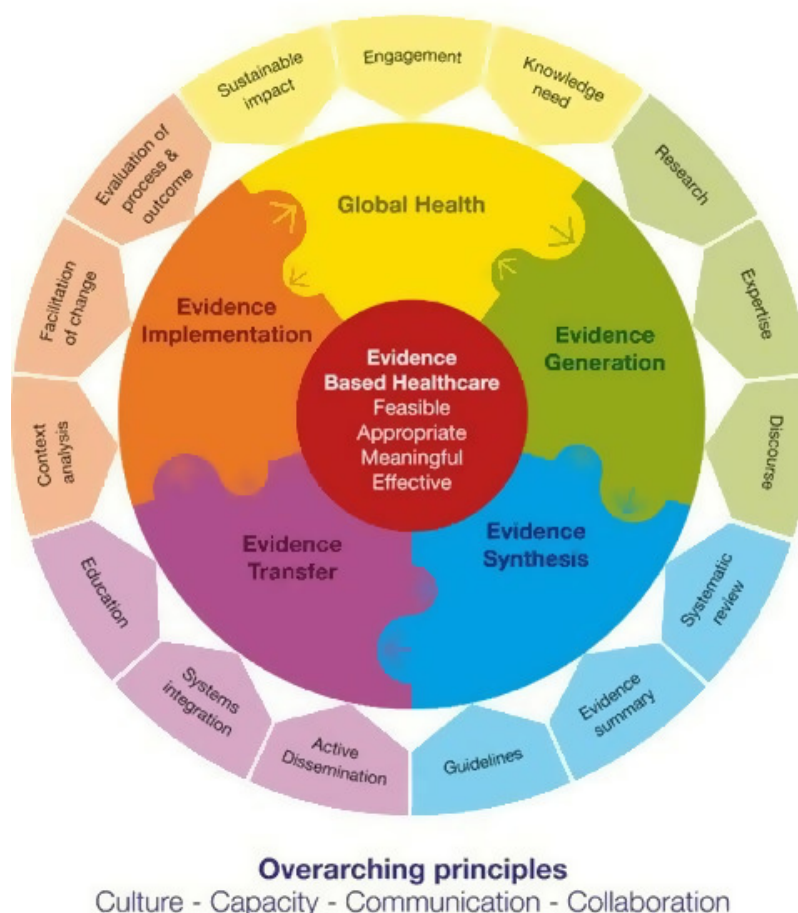 Sustainable
impact
Engagement
Knowledge
need
Research
Expertise
Discourse
Systematic
review
Evidence
summary
Guidelines
Active
Dissemination
Systems
integration
Education
Context
analysis
Facilitation
of change
Evaluation of
process &
outcome
Global Health
Evidence
Generation
Evidence
Synthesis
Evidence
Transfer
Evidence
Implementation
Evidence
Based Healthcare
Feasible
Appropriate
Meaningful
Effective
Overarching principles
Culture - Capacity - Communication - Collaboration